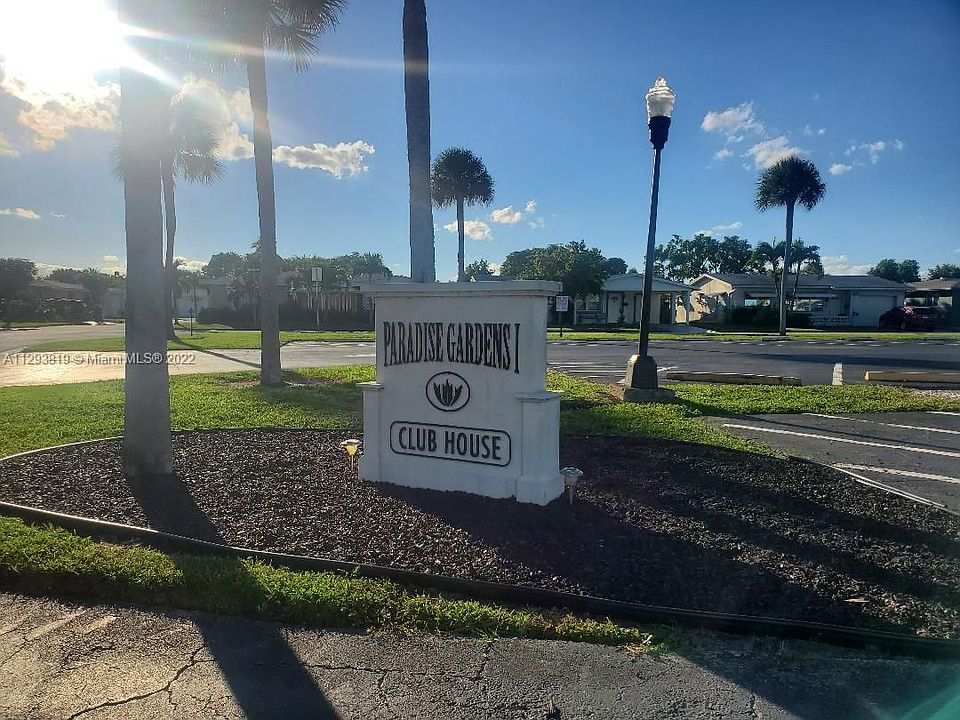 PARADISE GARDENS I
CLUB HOUSE
A11293819 © Miami MLS 2022